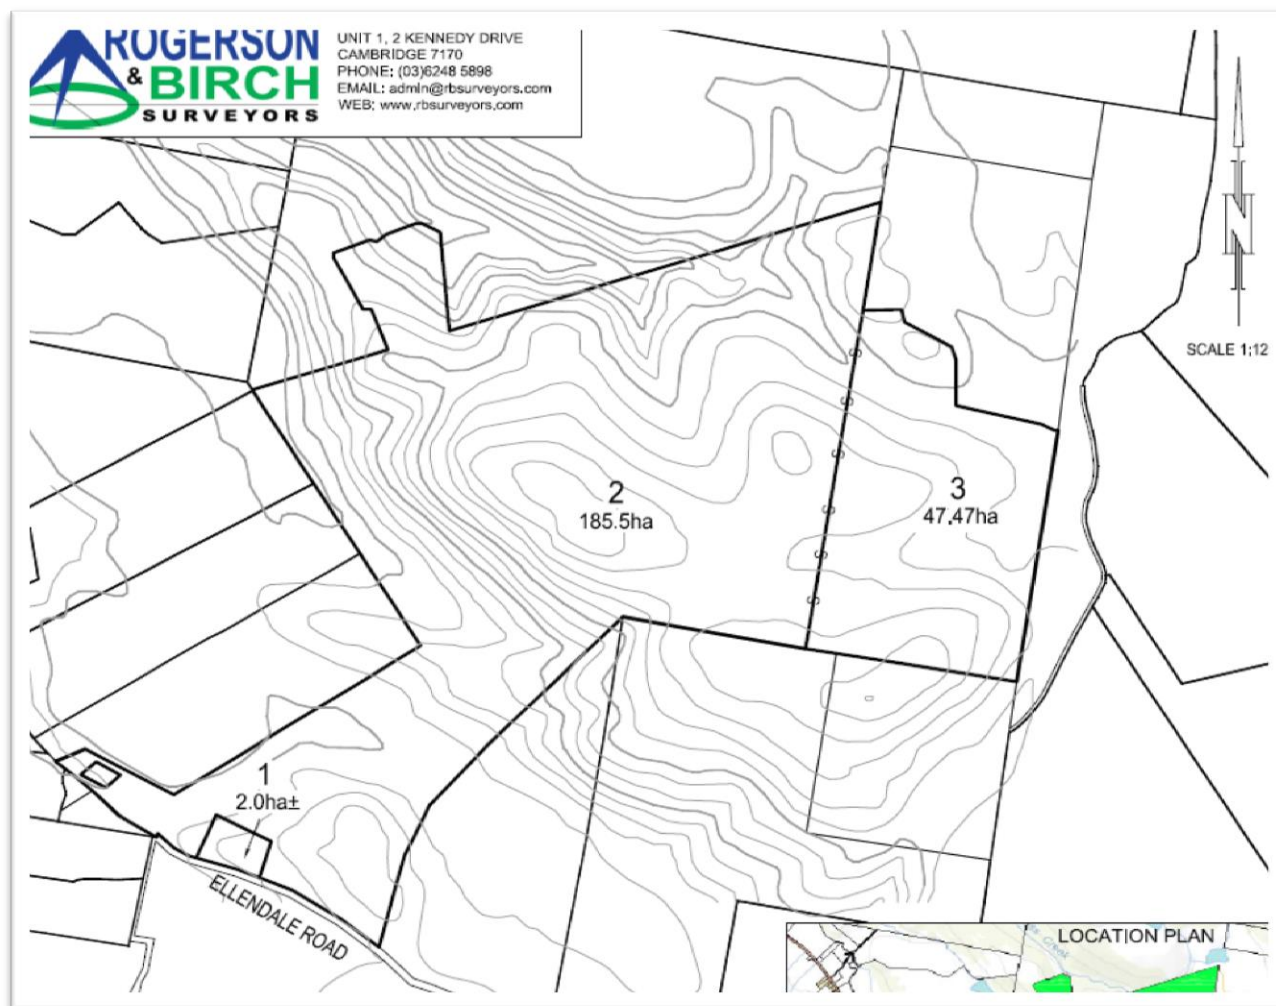 ROGERSON
& BIRCH
SURVEYORS
UNIT 1, 2 KENNEDY DRIVE
CAMBRIDGE 7170
PHONE: (03)6248 5898
EMAIL: admin@rbsurveyors.com
WEB: www.rbsurveyors.com
N
SCALE 1:12
S
S
S
S
S
S
2
185.5ha
3
47.47ha
1
2.0ha±
ELLENDALE ROAD
LOCATION PLAN